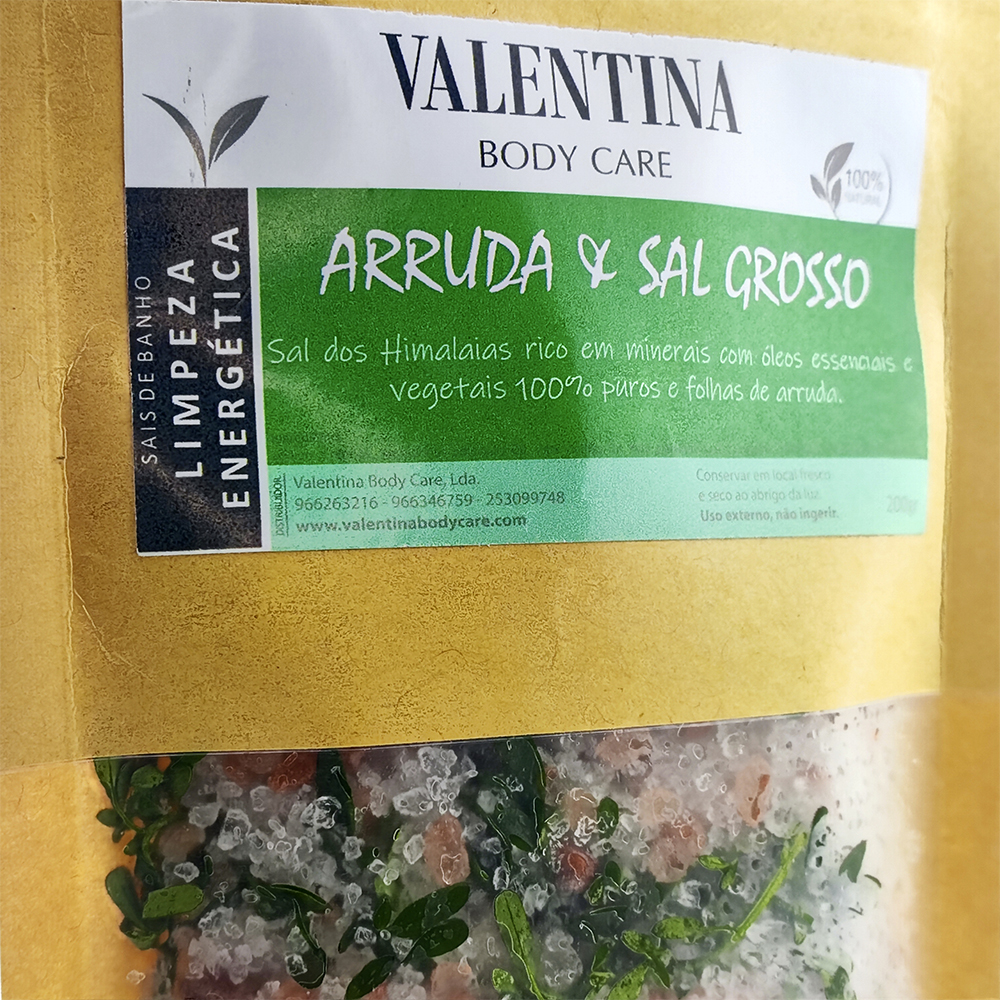 VALENTINA
BODY CARE
100%
NATURAL
SAIS DE BANHO
LIMPEZA
ENERGÉTICA
ARRUDA & SAL GROSSO
Sal dos Himalaias rico em minerais com óleos essenciais e
vegetais 100% puros e folhas de arruda.
DISTRIBUIDOR:
Valentina Body Care, Lda.
966263216 - 966346759 - 253099748
www.valentinabodycare.com
Conservar em local fresco
e seco ao abrigo da luz.
Uso externo, não ingerir.
200gr